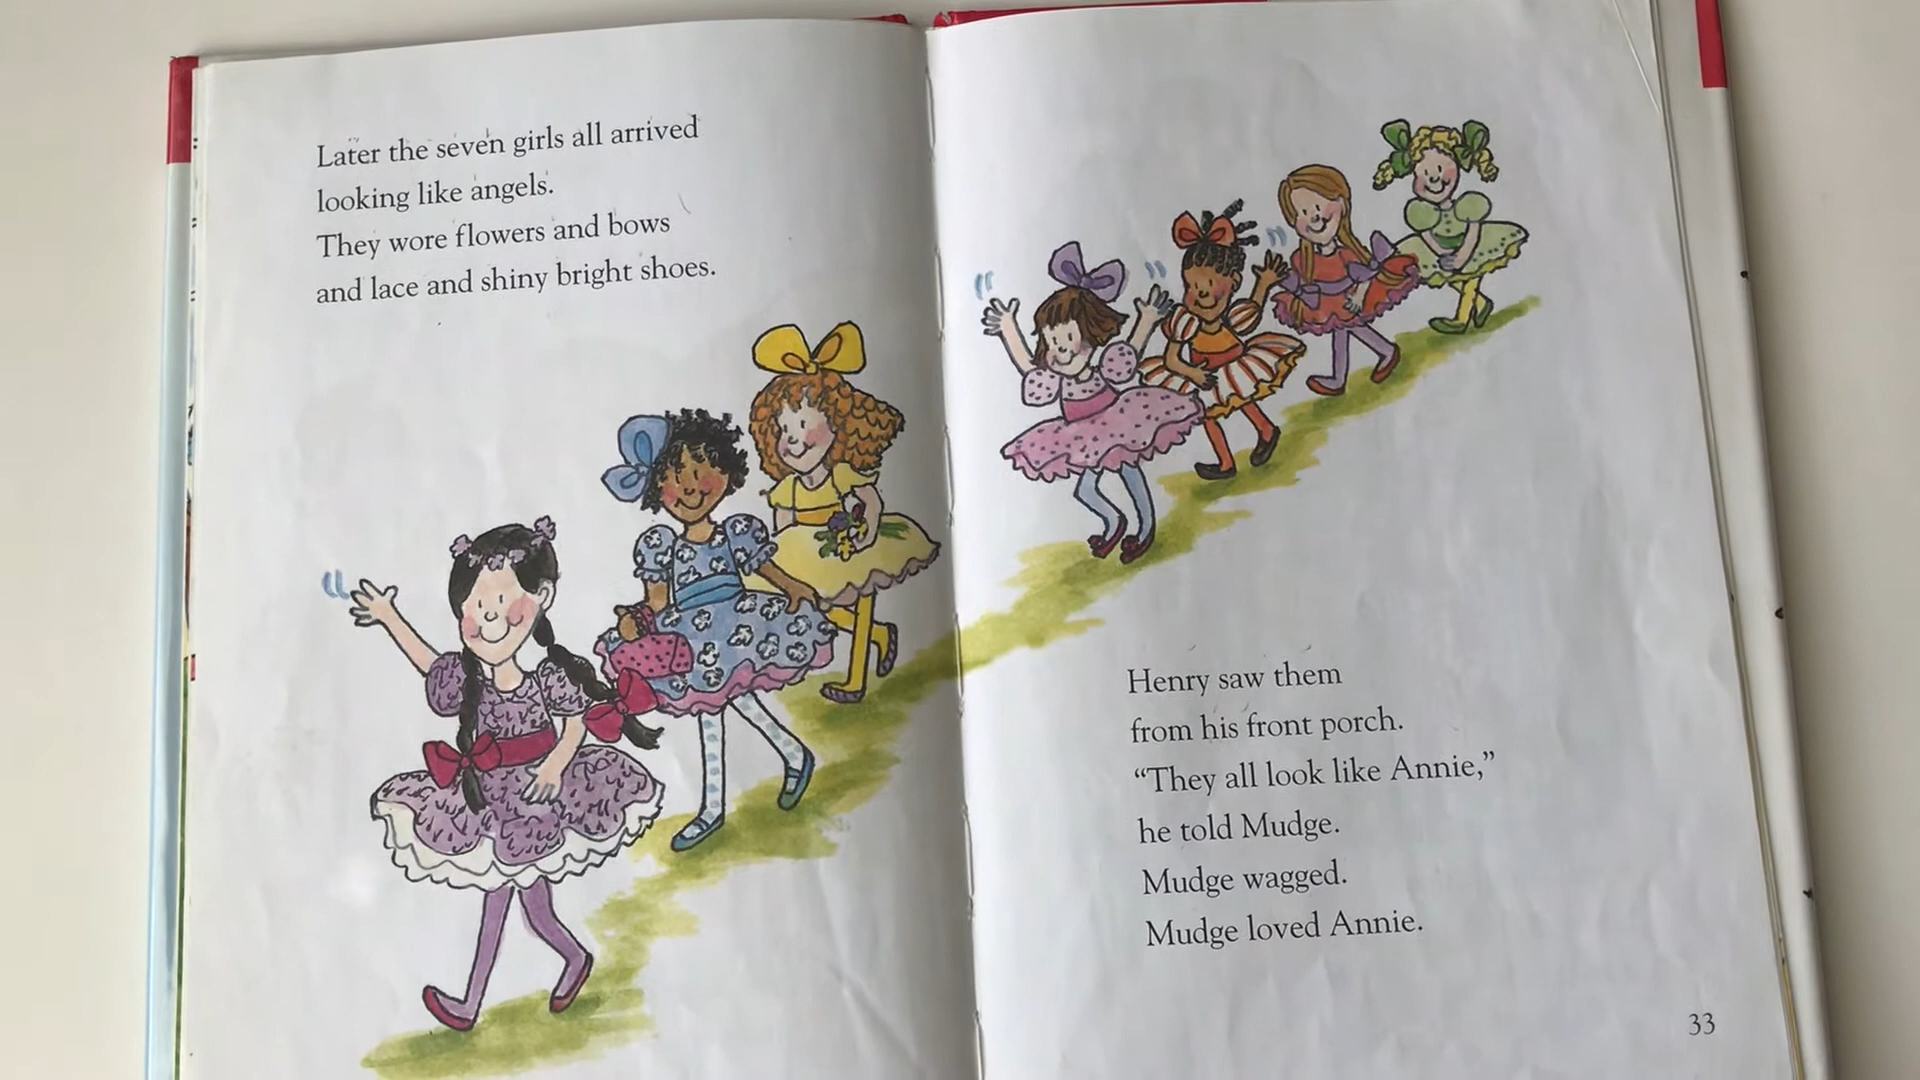 Later the seven girls all arrived
looking like angels.
They wore flowers and bows
and lace and shiny bright shoes.
Henry saw them
from his front porch.
“They all look like Annie,”
he told Mudge.
Mudge wagged.
Mudge loved Annie.
33